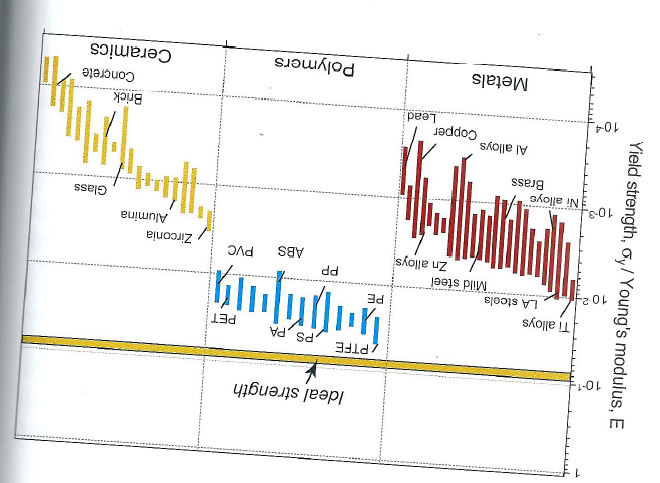 Yield strength, σy / Young's modulus, E
1
10⁻¹
10⁻²
10⁻³
10⁻⁴
Ideal strength
Ti alloys
LA steels
Mild steel
Zn alloys
Ni alloys
Brass
Al alloys
Copper
Lead
Metals
PTFE
PE
PS
PP
PA
ABS
PET
PVC
Polymers
Zirconia
Alumina
Glass
Brick
Concrete
Ceramics